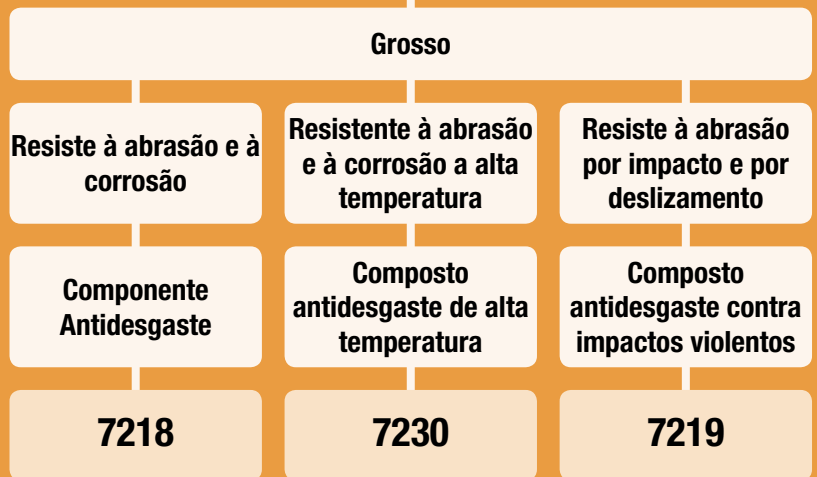 Grosso
Resiste à abrasão e à
corrosão
Resistente à abrasão
e à corrosão a alta
temperatura
Resiste à abrasão
por impacto e por
deslizamento
Componente
Antidesgaste
Composto
antidesgaste de alta
temperatura
Composto
antidesgaste contra
impactos violentos
7218
7230
7219